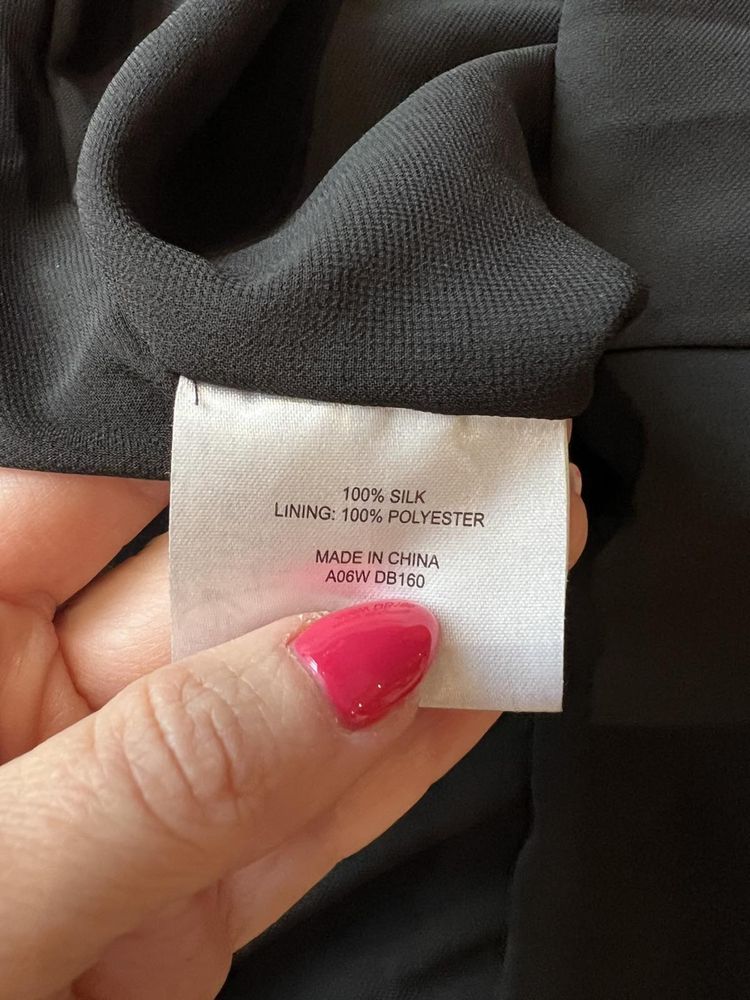 100% SILK
LINING: 100% POLYESTER
MADE IN CHINA
A06W DB160